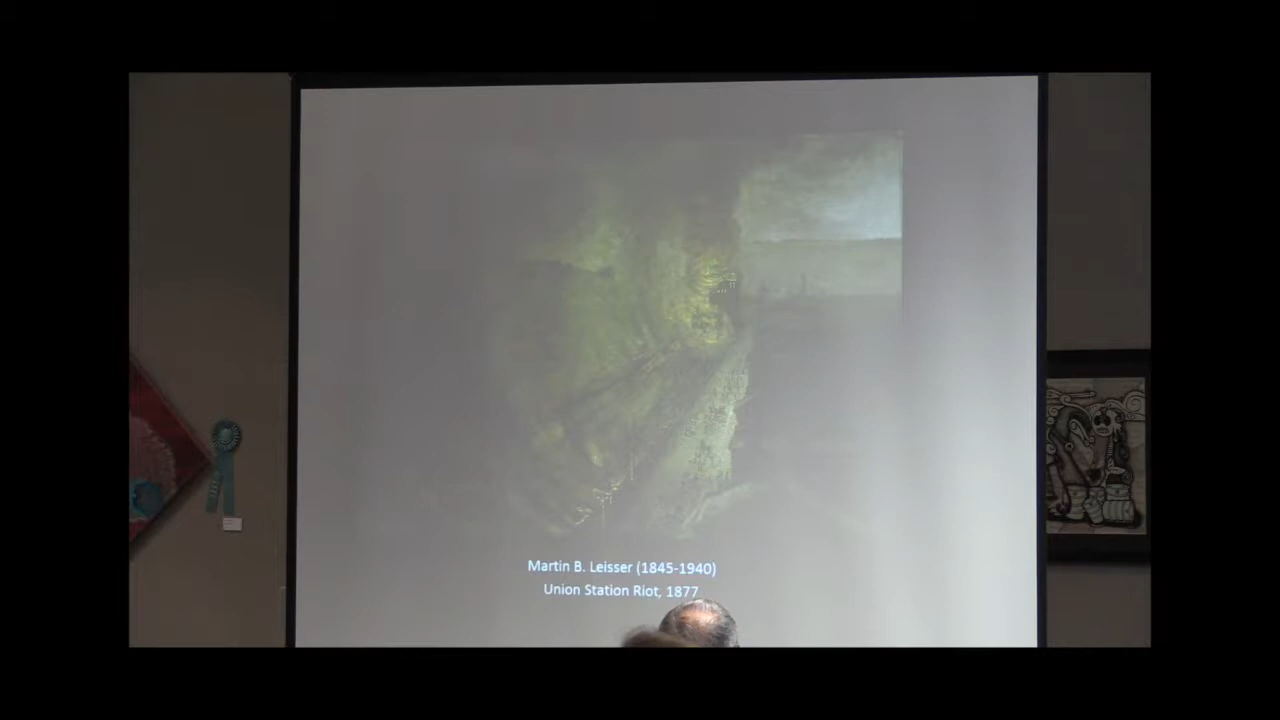 Martin B. Leisser (1845-1940)
Union Station Riot, 1877